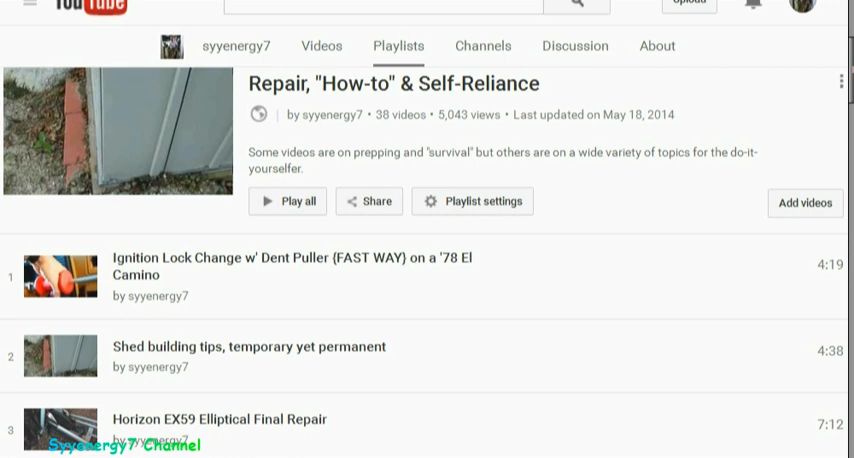 YouTube
Upload
syyenergy7 Videos Playlists Channels Discussion About
Repair, "How-to" & Self-Reliance
by syyenergy7 • 38 videos • 5,043 views • Last updated on May 18, 2014
Some videos are on prepping and "survival" but others are on a wide variety of topics for the do-it-
yourselfer.
Play all Share Playlist settings Add videos
1 Ignition Lock Change w' Dent Puller {FAST WAY} on a '78 El
Camino
4:19
by syyenergy7
2 Shed building tips, temporary yet permanent
4:38
by syyenergy7
3 Horizon EX59 Elliptical Final Repair
7:12
by syyenergy7
Syyenergy7 Channel